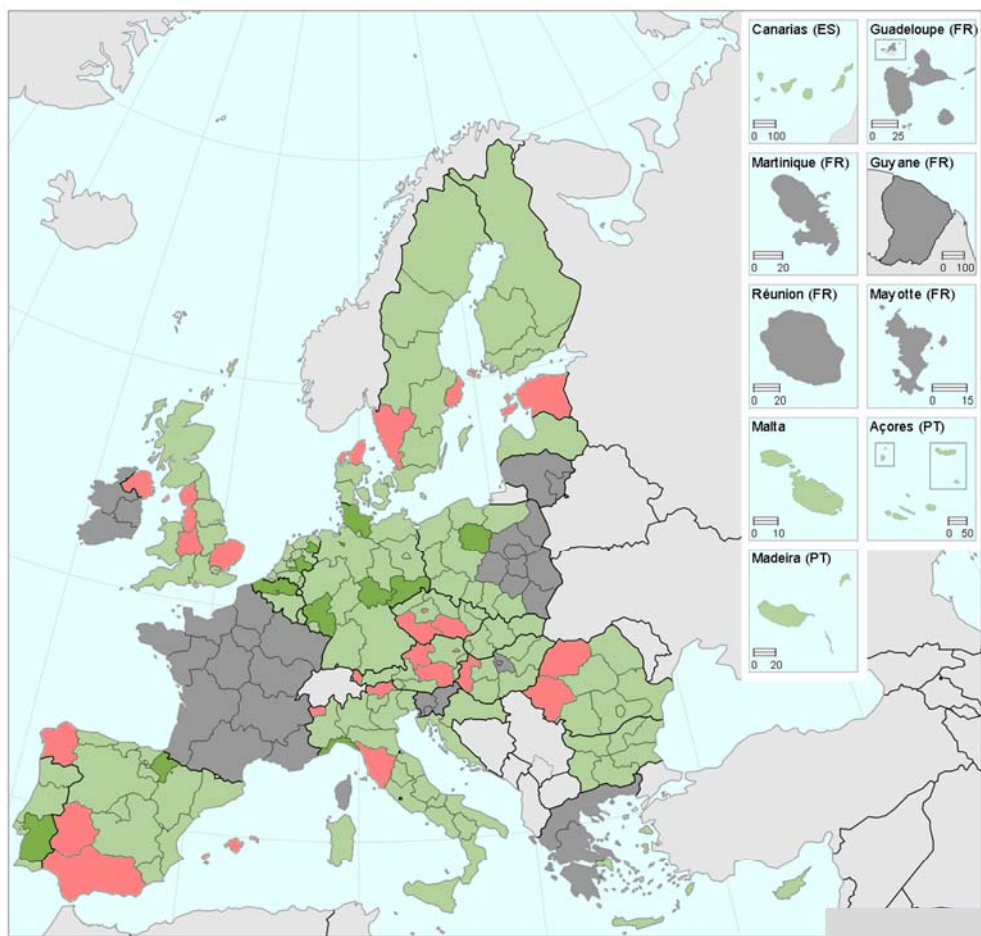 Canarias (ES)
0 100
Guadeloupe (FR)
0 25
Martinique (FR)
0 20
Guyane (FR)
0 100
Réunion (FR)
0 20
Mayotte (FR)
0 15
Malta
0 10
Açores (PT)
0 50
Madeira (PT)
0 20